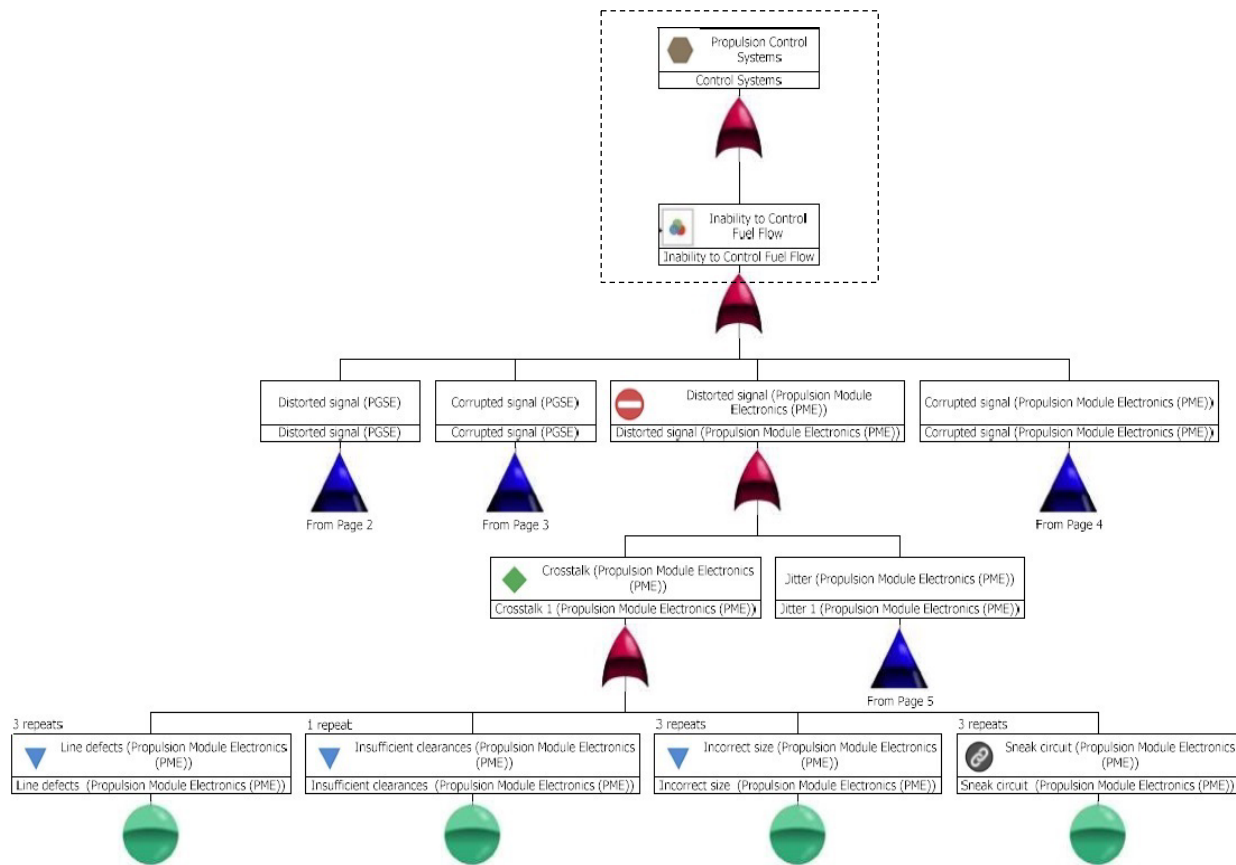 Propulsion Control
Systems
Control Systems
Inability to Control
Fuel Flow
Inability to Control Fuel Flow
Distorted signal (PGSE)
Distorted signal (PGSE)
From Page 2
Corrupted signal (PGSE)
Corrupted signal (PGSE)
From Page 3
Distorted signal (Propulsion Module
Electronics (PME))
Distorted signal (Propulsion Module Electronics (PME))
Corrupted signal (Propulsion Module Electronics (PME))
Corrupted signal (Propulsion Module Electronics (PME))
From Page 4
Crosstalk (Propulsion Module Electronics
(PME))
Crosstalk 1 (Propulsion Module Electronics (PME))
Jitter (Propulsion Module Electronics (PME))
Jitter 1 (Propulsion Module Electronics (PME))
From Page 5
3 repeats
Line defects (Propulsion Module Electronics
(PME))
Line defects (Propulsion Module Electronics (PME))
1 repeat
Insufficient clearances (Propulsion Module Electronics
(PME))
Insufficient clearances (Propulsion Module Electronics (PME))
3 repeats
Incorrect size (Propulsion Module Electronics
(PME))
Incorrect size (Propulsion Module Electronics (PME))
3 repeats
Sneak circuit (Propulsion Module Electronics
(PME))
Sneak circuit (Propulsion Module Electronics (PME))